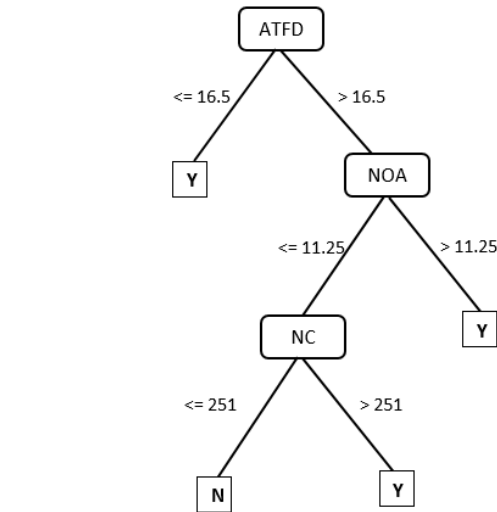 ATFD
<= 16.5
> 16.5
Y
NOA
<= 11.25
> 11.25
Y
NC
<= 251
> 251
N
Y